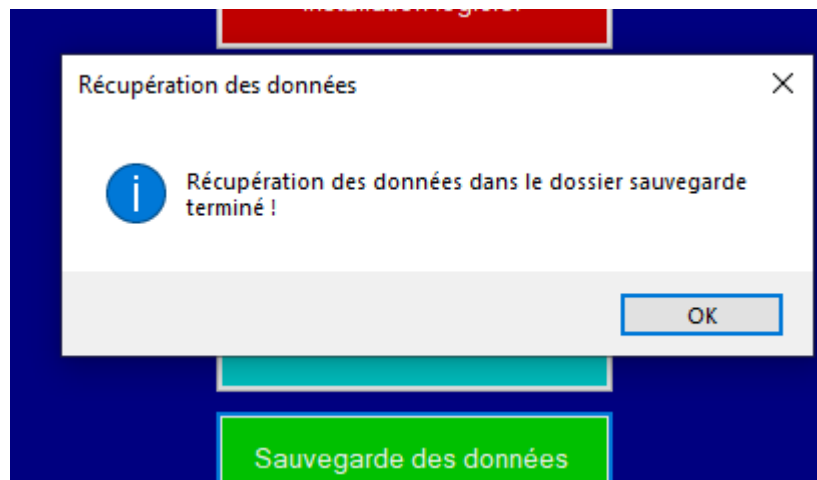 Récupération des données
Récupération des données dans le dossier sauvegarde
terminé !
OK
Sauvegarde des données